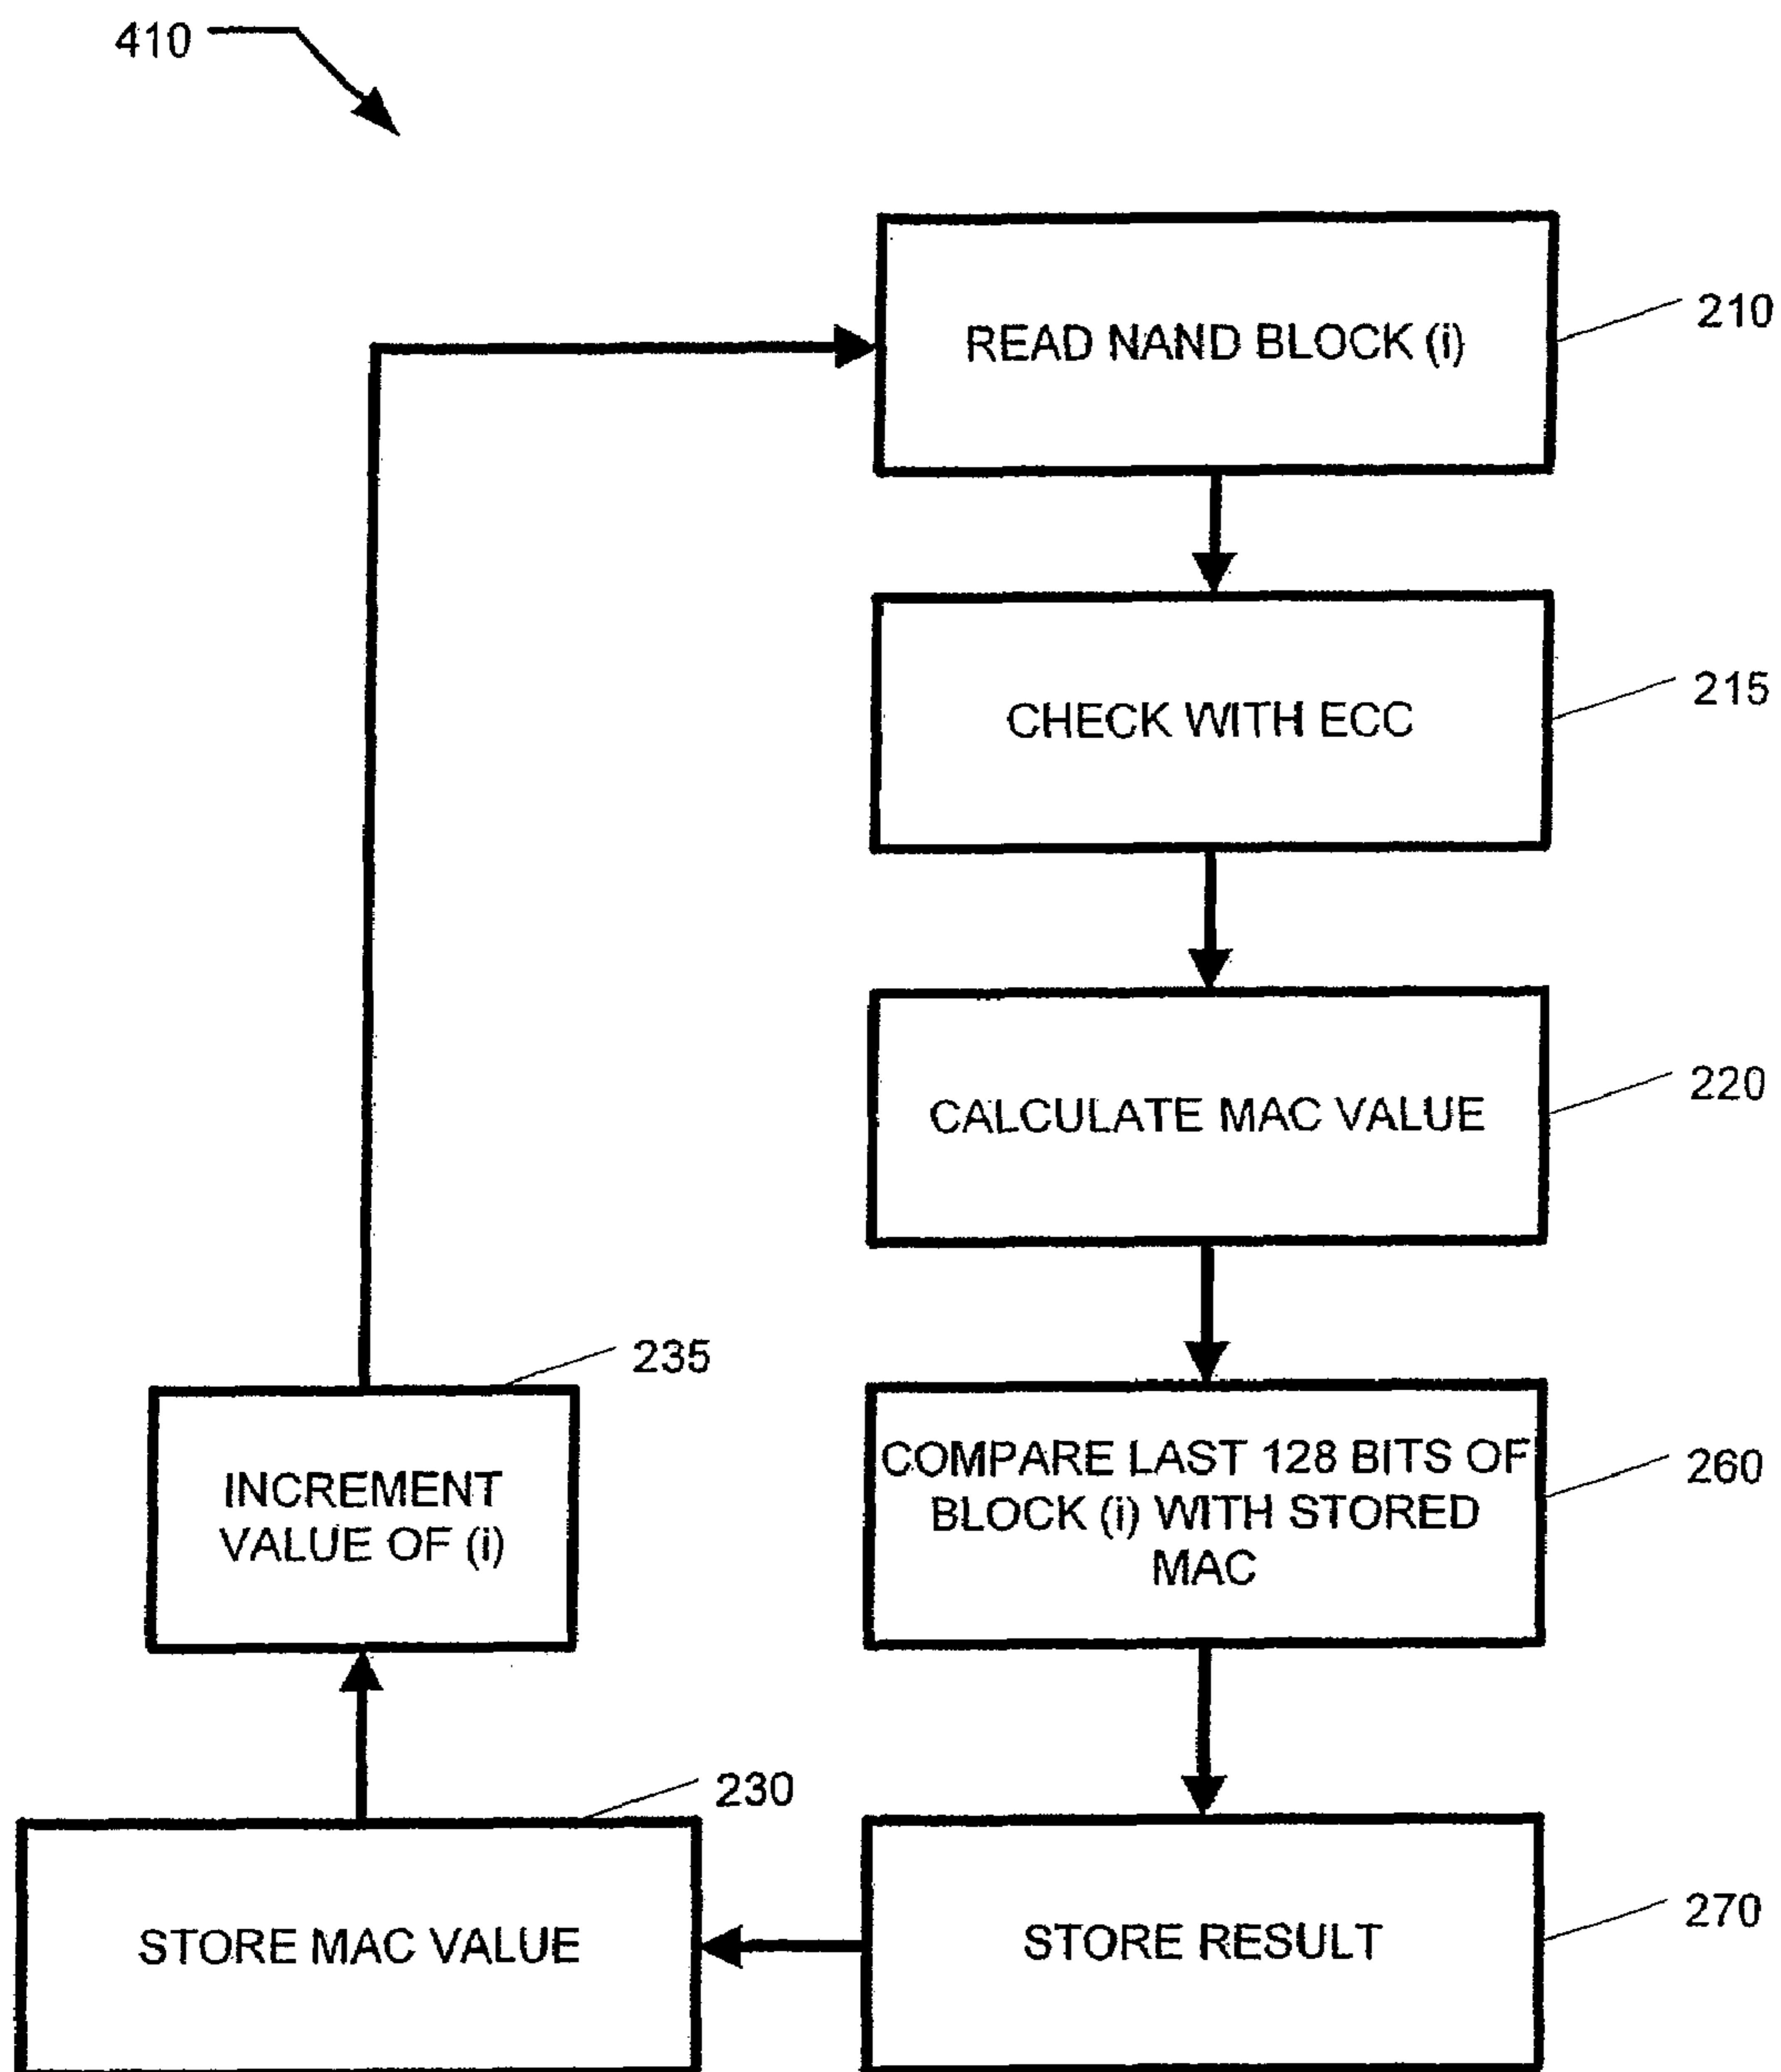 410
READ NAND BLOCK (i)
210
CHECK WITH ECC
215
CALCULATE MAC VALUE
220
235
INCREMENT
VALUE OF (i)
COMPARE LAST 128 BITS OF
BLOCK (i) WITH STORED
MAC
260
230
STORE MAC VALUE
STORE RESULT
270